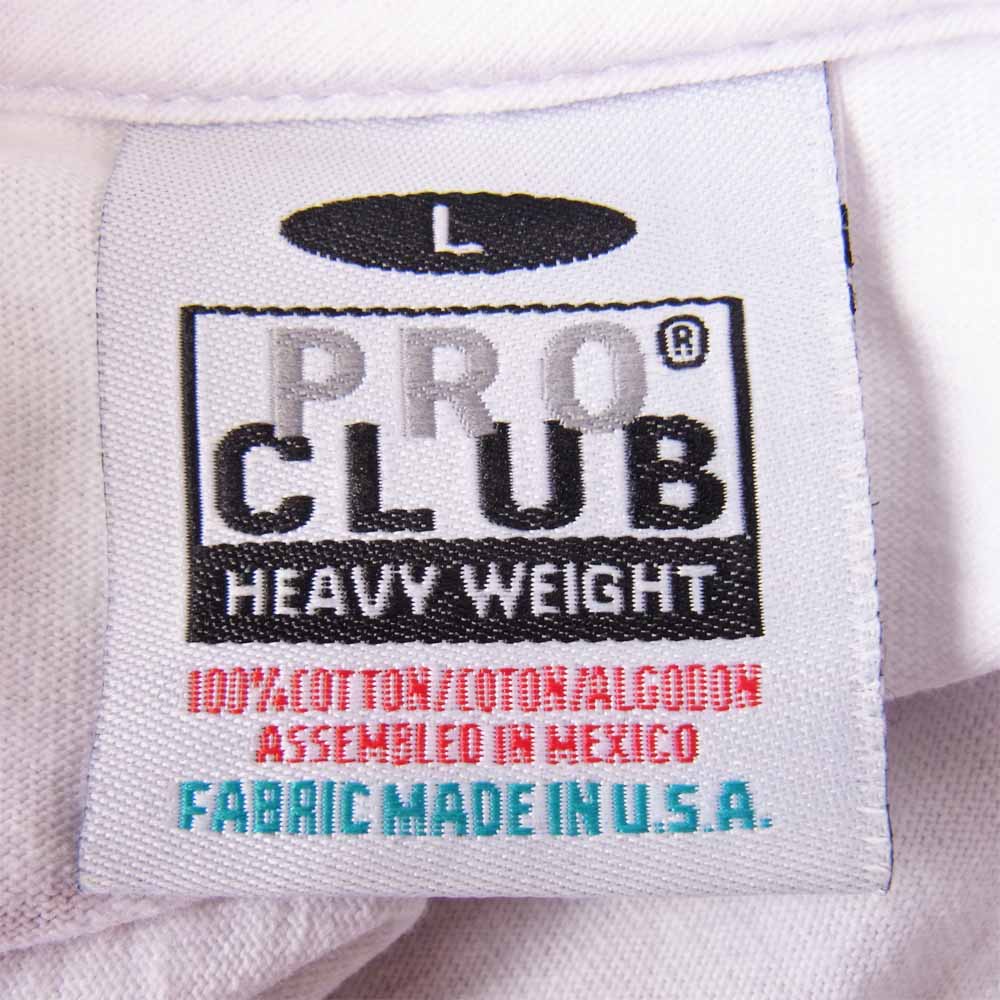 L
PRO®
CLUB
HEAVY WEIGHT
100%COTTON/COTON/ALGODON
ASSEMBLED IN MEXICO
FABRIC MADE IN U.S.A.